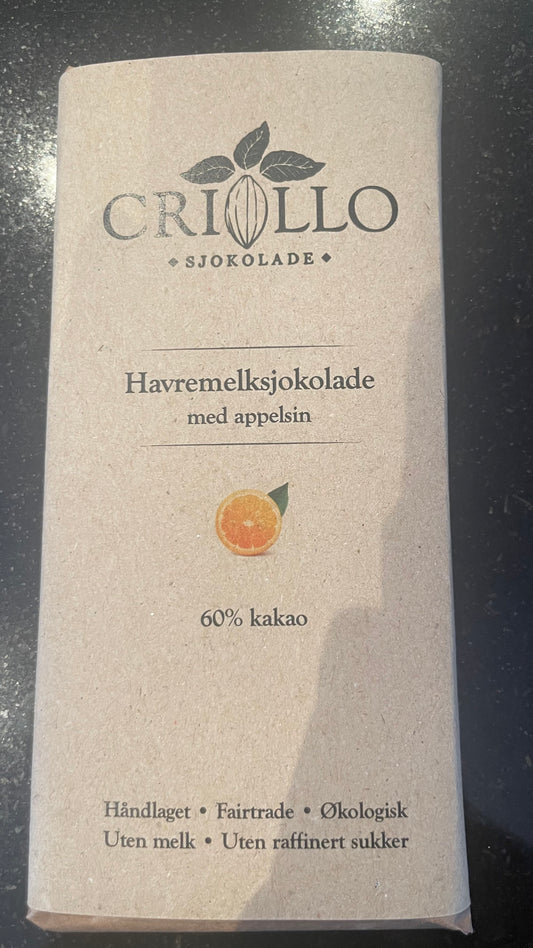 CRIOLLO
SJOKOLADE
Havremelksjokolade
med appelsin
60% kakao
Håndlaget • Fairtrade • Økologisk
Uten melk • Uten raffinert sukker